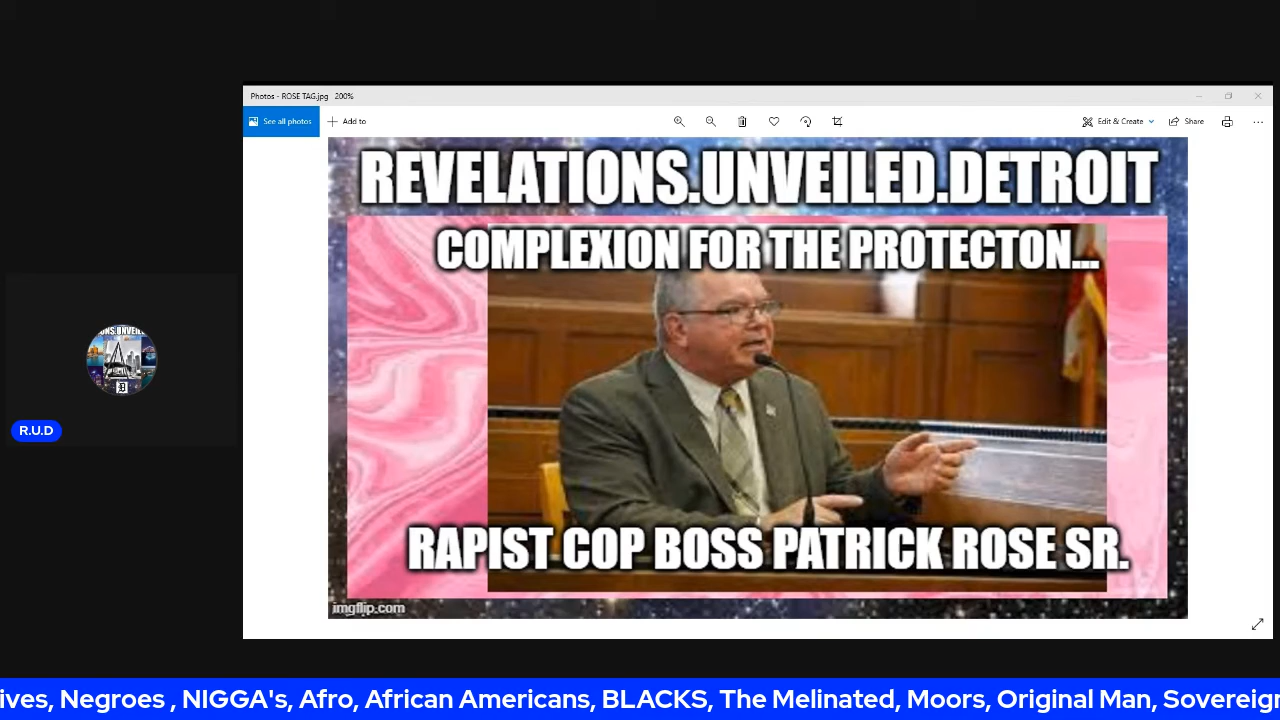 Photos - ROSE TAG.jpg 200%
See all photos
Add to
Edit & Create
Share
REVELATIONS.UNVEILED.DETROIT
COMPLEXION FOR THE PROTECTON...
RAPIST COP BOSS PATRICK ROSE SR.
imgflip.com
R.U.D
ives, Negroes , NIGGA's, Afro, African Americans, BLACKS, The Melinated, Moors, Original Man, Sovereign